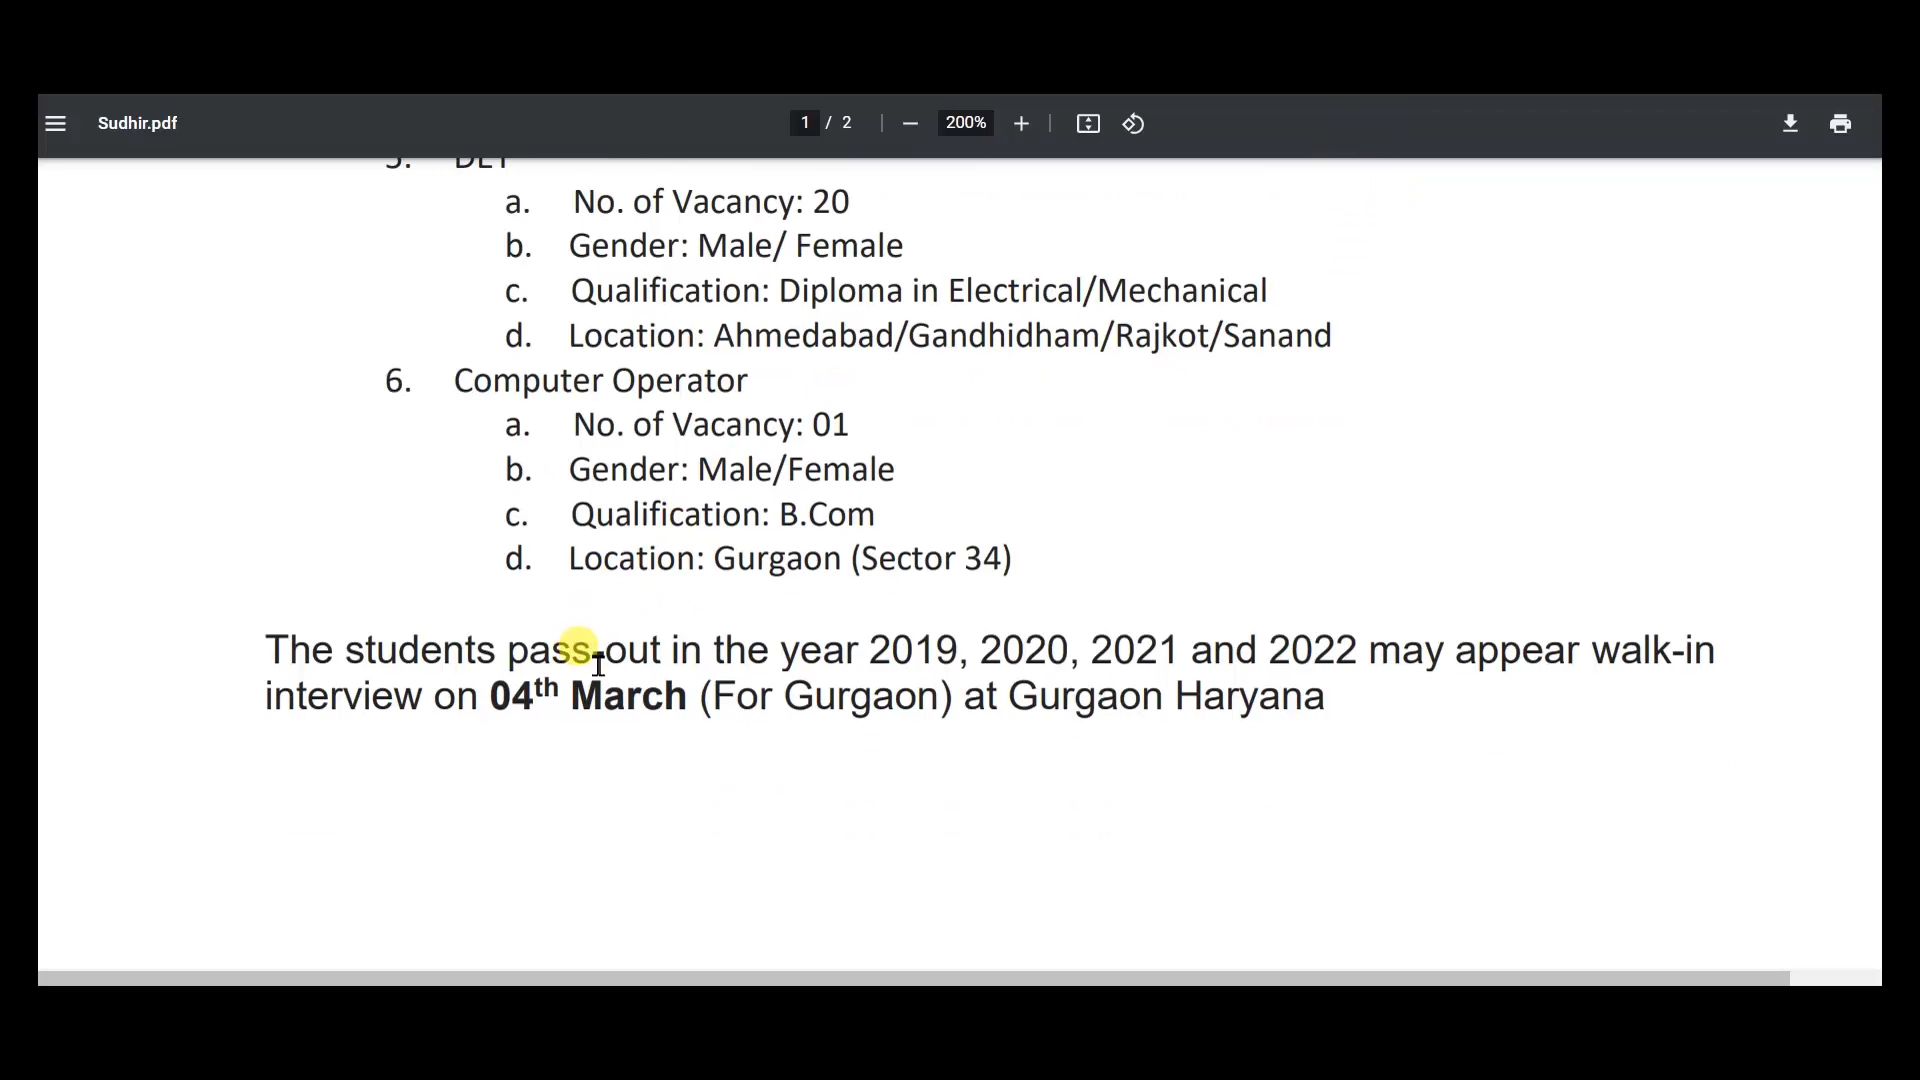 Sudhir.pdf
1 / 2
200%
5. DET
a. No. of Vacancy: 20
b. Gender: Male/ Female
c. Qualification: Diploma in Electrical/Mechanical
d. Location: Ahmedabad/Gandhidham/Rajkot/Sanand
6. Computer Operator
a. No. of Vacancy: 01
b. Gender: Male/Female
c. Qualification: B.Com
d. Location: Gurgaon (Sector 34)
The students pass-out in the year 2019, 2020, 2021 and 2022 may appear walk-in
interview on 04th March (For Gurgaon) at Gurgaon Haryana